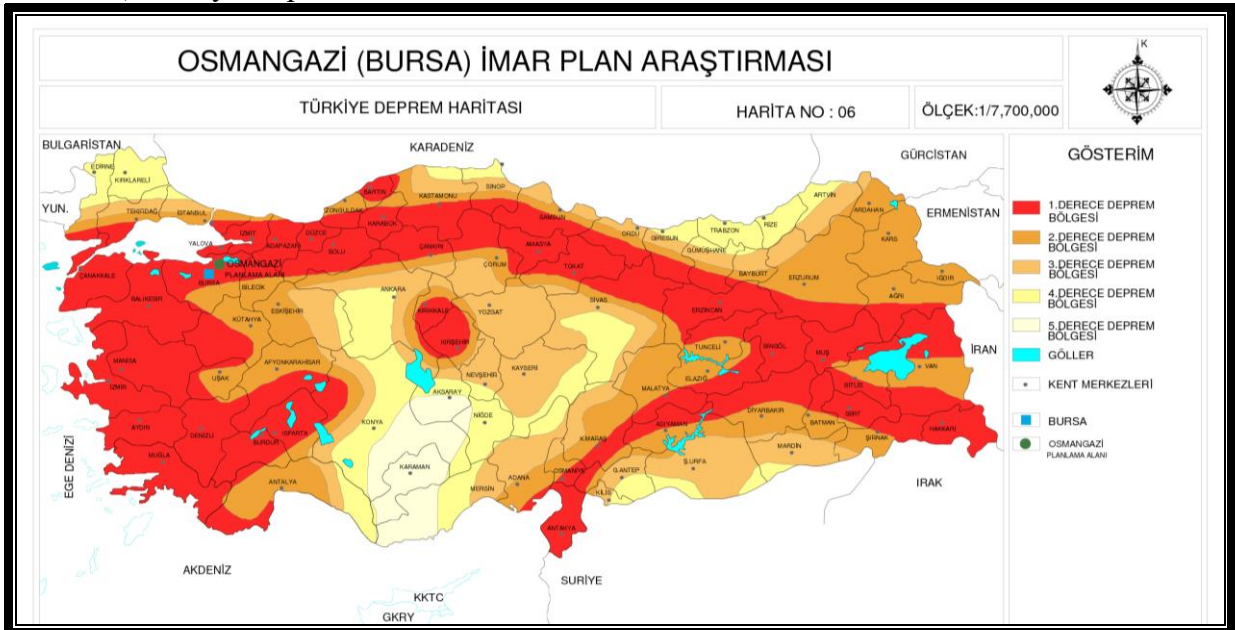 OSMANGAZİ (BURSA) İMAR PLAN ARAŞTIRMASI
TÜRKİYE DEPREM HARİTASI
HARİTA NO : 06
ÖLÇEK:1/7,700,000
K
BULGARİSTAN
KARADENİZ
GÜRCİSTAN
YUN.
ERMENİSTAN
İRAN
IRAK
SURİYE
AKDENİZ
KKTC
GKRY
EGE DENİZİ
EDİRNE
KIRKLARELİ
TEKİRDAĞ
İSTANBUL
YALOVA
İZMİT
ADAPAZARI
DÜZCE
BOLU
ZONGULDAK
BARTIN
KARABÜK
KASTAMONU
SİNOP
SAMSUN
ORDU
GİRESUN
TRABZON
RİZE
ARTVİN
ARDAHAN
KARS
IĞDIR
AĞRI
GÜMÜŞHANE
BAYBURT
ERZURUM
ÇANAKKALE
BURSA
OSMANGAZİ
PLANLAMA ALANI
BİLECİK
BALIKESİR
ESKİŞEHİR
KÜTAHYA
ANKARA
ÇANKIRI
ÇORUM
AMASYA
TOKAT
SİVAS
ERZİNCAN
KIRIKKALE
YOZGAT
KIRŞEHİR
TUNCELİ
BİNGÖL
MUŞ
VAN
BİTLİS
ELAZIĞ
MALATYA
MANİSA
İZMİR
UŞAK
AFYONKARAHİSAR
NEVŞEHİR
KAYSERİ
AKSARAY
NİĞDE
KONYA
AYDIN
DENİZLİ
BURDUR
ISPARTA
MUĞLA
ANTALYA
KARAMAN
MERSİN
ADANA
K.MARAŞ
OSMANİYE
ADIYAMAN
DİYARBAKIR
BATMAN
SİİRT
ŞIRNAK
HAKKARİ
MARDİN
Ş.URFA
G.ANTEP
KİLİS
ANTAKYA
GÖSTERİM
1.DERECE DEPREM
BÖLGESİ
2.DERECE DEPREM
BÖLGESİ
3.DERECE DEPREM
BÖLGESİ
4.DERECE DEPREM
BÖLGESİ
5.DERECE DEPREM
BÖLGESİ
GÖLLER
KENT MERKEZLERİ
BURSA
OSMANGAZİ
PLANLAMA ALANI